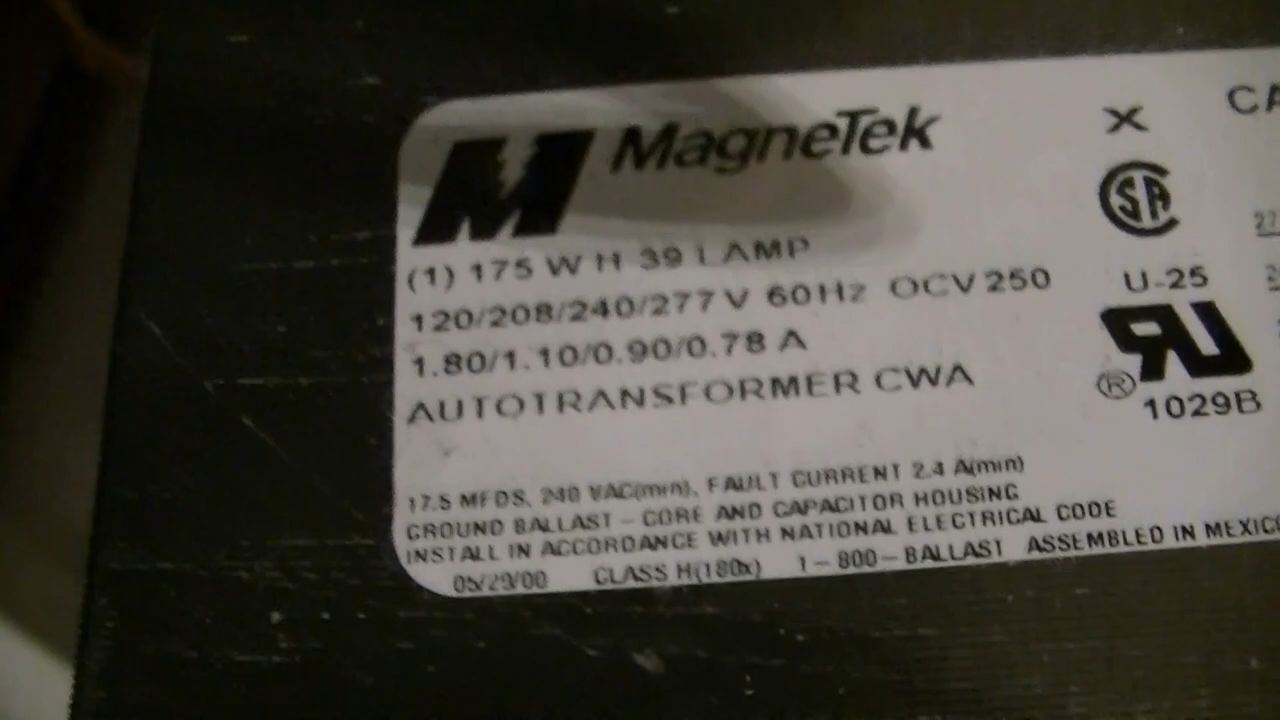 MagneTek
(1) 175 W H 39 LAMP
120/208/240/277 V 60Hz OCV 250
1.80/1.10/0.90/0.78 A
AUTOTRANSFORMER CWA
17.5 MFDS, 240 VAC(min), FAULT CURRENT 2.4 A(min)
GROUND BALLAST - CORE AND CAPACITOR HOUSING
INSTALL IN ACCORDANCE WITH NATIONAL ELECTRICAL CODE
05/29/00 CLASS H(180x) 1-800-BALLAST ASSEMBLED IN MEXICO
X
CSA
U-25
RU
®
1029B
CA
27